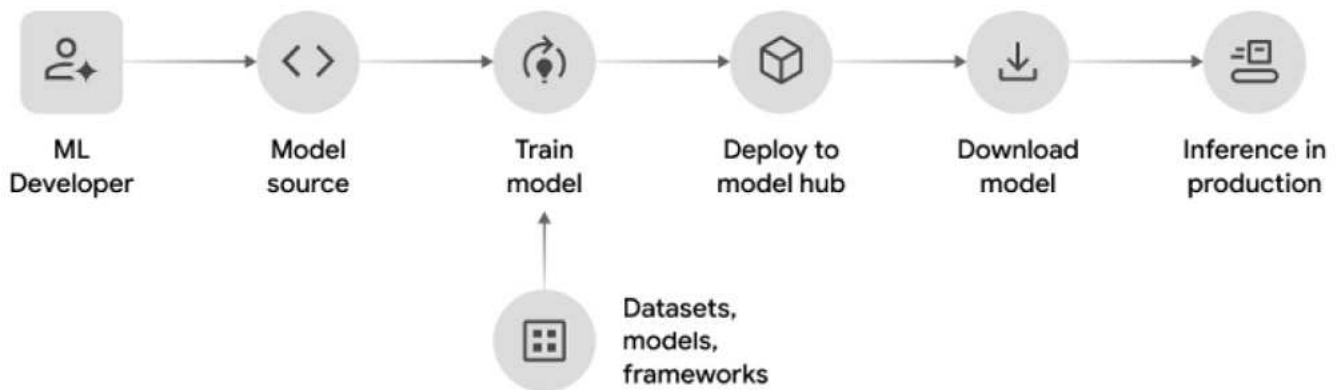 ML
Developer
Model
source
Train
model
Deploy to
model hub
Download
model
Inference in
production
Datasets,
models,
frameworks